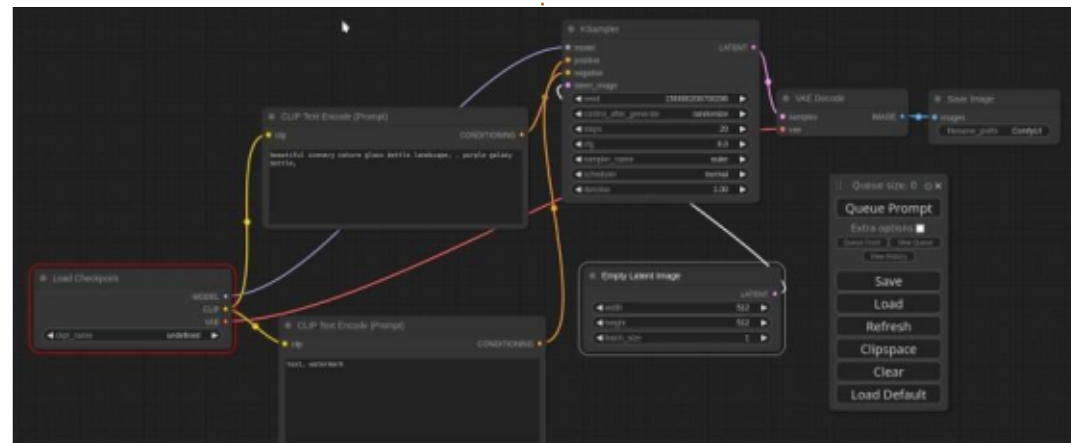 KSampler
model
LATENT
positive
negative
latent_image
seed
control_after_generate randomize
steps 20
cfg 8.0
sampler_name euler
scheduler normal
denoise 1.00
VAE Decode
samples IMAGE
vae
Save Image
images
filename_prefix ComfyUI
CLIP Text Encode (Prompt)
clip CONDITIONING
beautiful scenery nature glass bottle landscape, , purple galaxy
bottle,
Load Checkpoint
MODEL
CLIP
VAE
ckpt_name undefined
CLIP Text Encode (Prompt)
clip CONDITIONING
text, watermark
Empty Latent Image
LATENT
width 512
height 512
batch_size 1
Queue size: 0
Queue Prompt
Extra options
Queue Front View Queue
View History
Save
Load
Refresh
Clipspace
Clear
Load Default